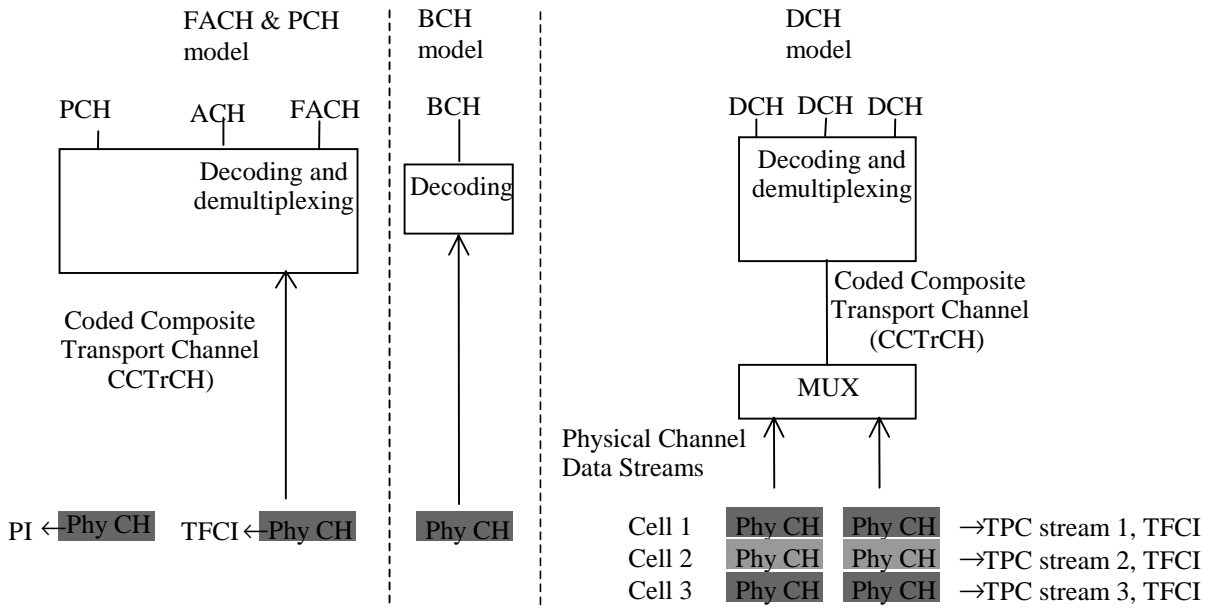 FACH & PCH
model
BCH
model
DCH
model
PCH
ACH
FACH
BCH
DCH
DCH
DCH
Decoding and
demultiplexing
Decoding
Decoding and
demultiplexing
Coded Composite
Transport Channel
CCTrCH)
Coded Composite
Transport Channel
(CCTrCH)
MUX
Physical Channel
Data Streams
PI ←Phy CH
TFCI ←Phy CH
Phy CH
Cell 1 Phy CH Phy CH →TPC stream 1, TFCI
Cell 2 Phy CH Phy CH →TPC stream 2, TFCI
Cell 3 Phy CH Phy CH →TPC stream 3, TFCI